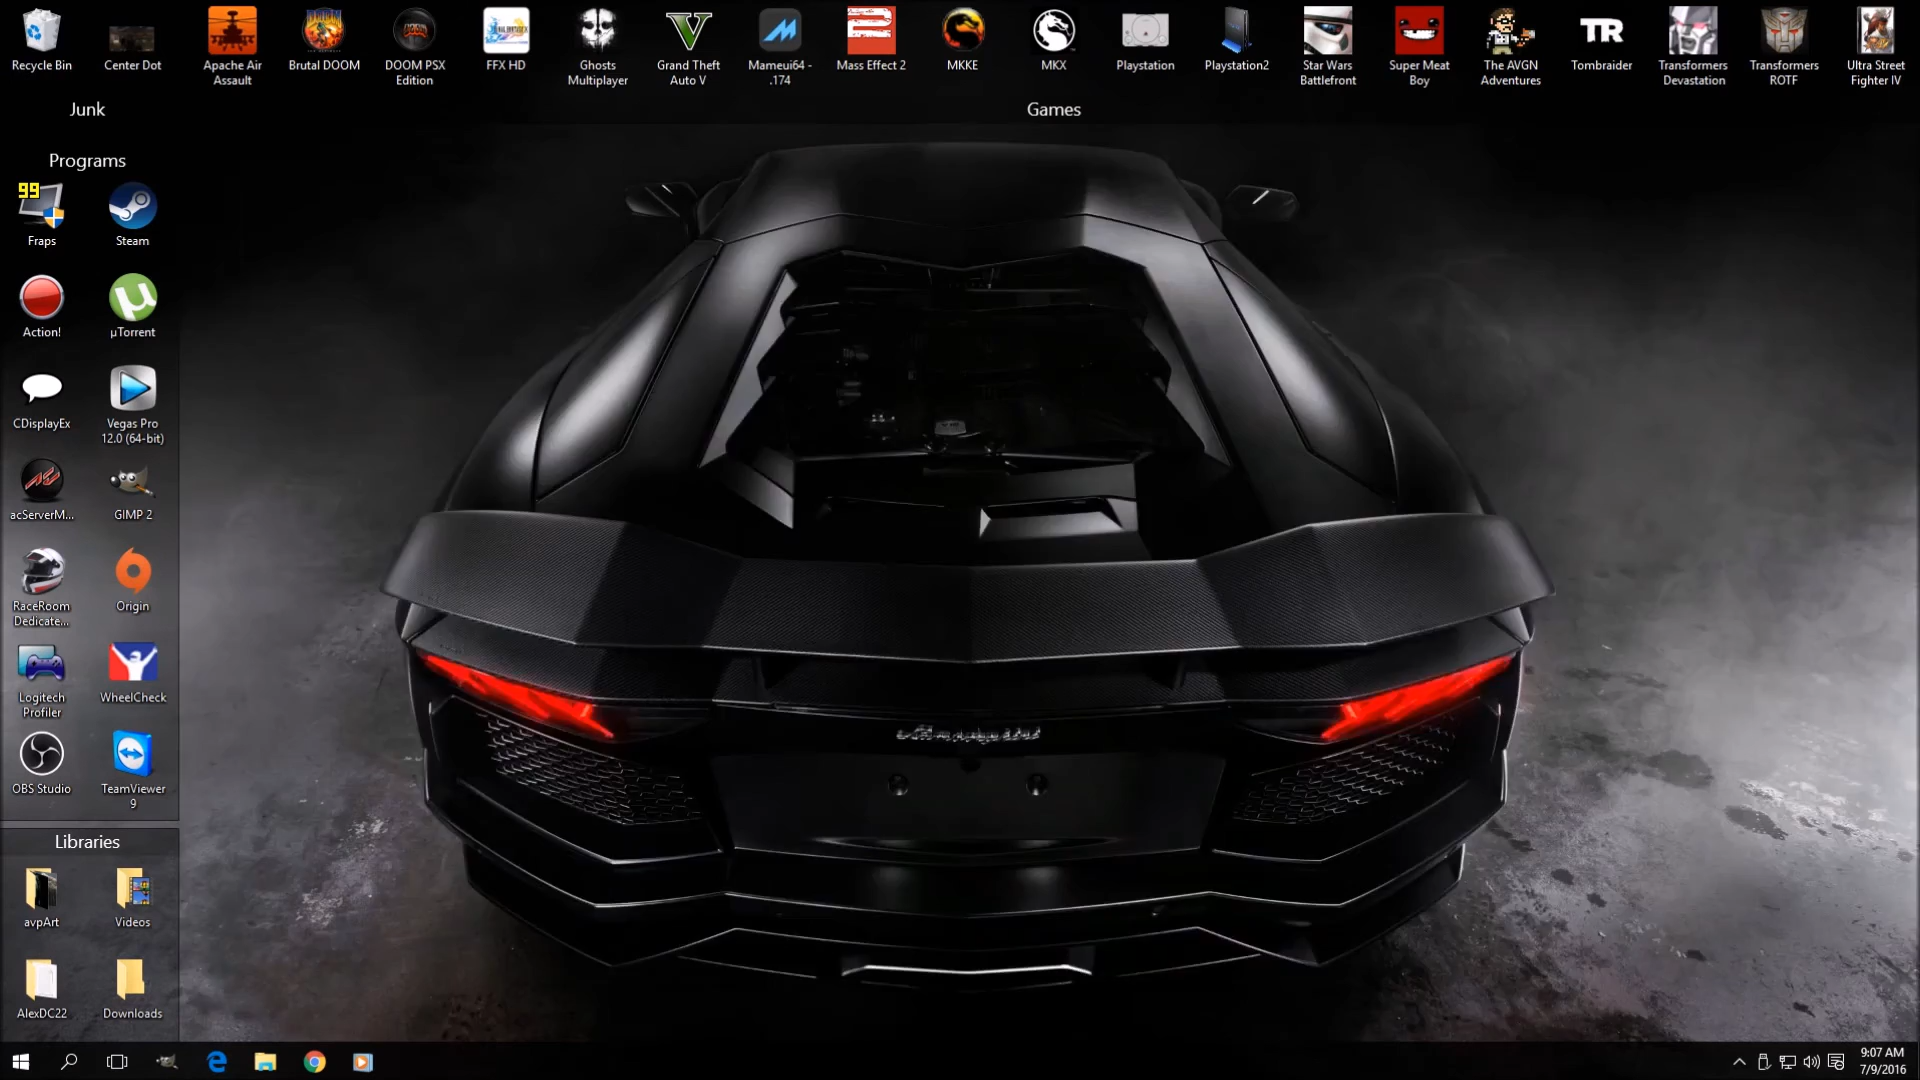 Recycle Bin
Center Dot
Apache Air
Assault
Brutal DOOM
DOOM PSX
Edition
FFX HD
Ghosts
Multiplayer
Grand Theft
Auto V
Mameui64 -
.174
Mass Effect 2
MKKE
MKX
Playstation
Playstation2
Star Wars
Battlefront
Super Meat
Boy
The AVGN
Adventures
TR
Tombraider
Transformers
Devastation
Transformers
ROTF
Ultra Street
Fighter IV
Junk
Games
Programs
99
Fraps
Steam
Action!
µTorrent
CDisplayEx
Vegas Pro
12.0 (64-bit)
acServerM...
GIMP 2
RaceRoom
Dedicate...
Origin
Logitech
Profiler
WheelCheck
OBS Studio
TeamViewer
9
Libraries
avpArt
Videos
AlexDC22
Downloads
9:07 AM
7/9/2016